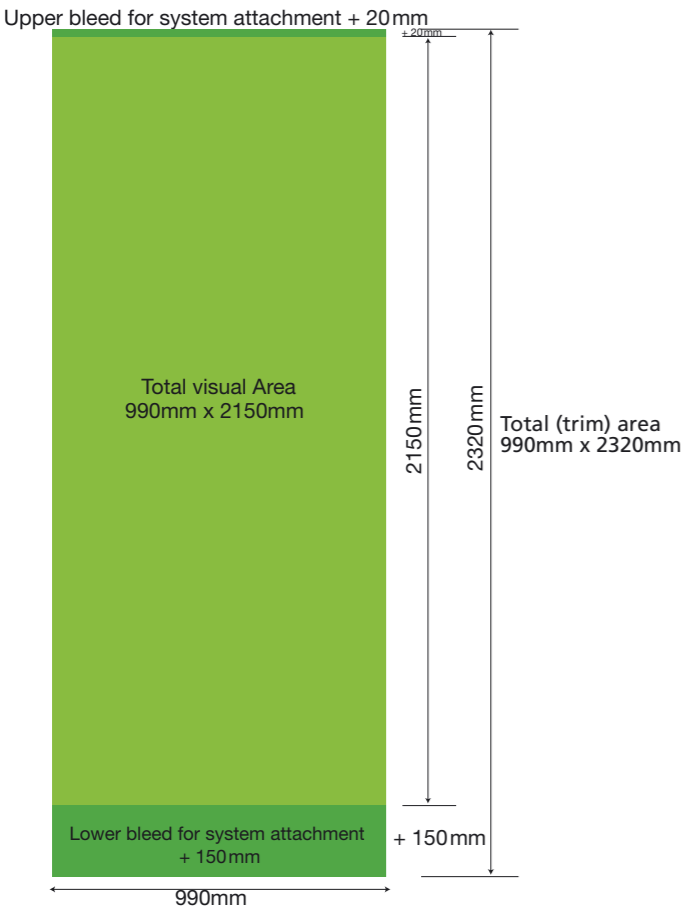 Upper bleed for system attachment + 20mm
+ 20mm
Total visual Area
990mm x 2150mm
2150mm
2320mm
Total (trim) area
990mm x 2320mm
Lower bleed for system attachment
+ 150mm
+ 150mm
990mm